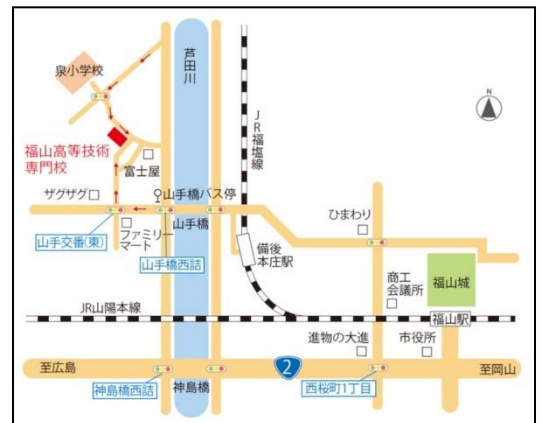 泉小学校
芦田川
N
JR福塩線
福山高等技術
専門校
富士屋
ザグザグ
山手橋バス停
山手橋
ひまわり
ファミリー
マート
山手交番(東)
山手橋西詰
備後
本庄駅
商工
会議所
福山城
JR山陽本線
福山駅
進物の大進
市役所
至広島
2
至岡山
神島橋西詰
神島橋
西桜町1丁目